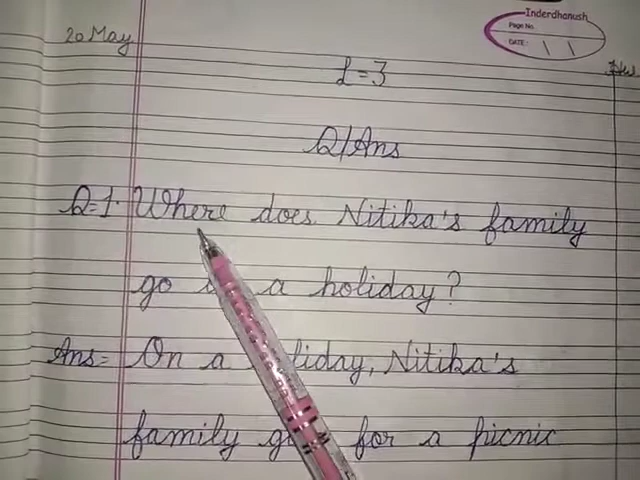 Inderdhanush
Page No.
DATE:
20 May
L=3
Q/Ans
Q=1. Where does Nitika's family
go a holiday?
Ans= On a Nitika's
family for a picnic